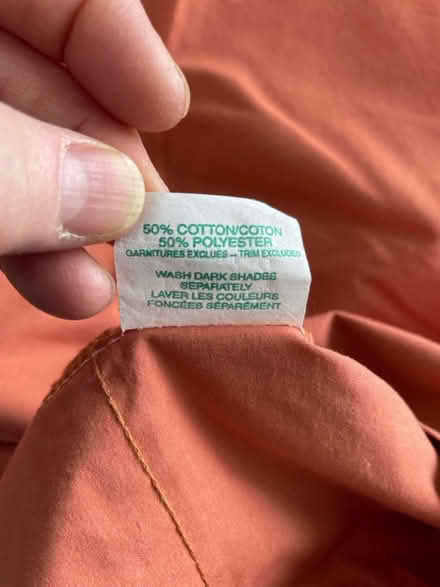 50% COTTON/COTON
50% POLYESTER
GARNITURES EXCLUES – TRIM EXCLUDED
WASH DARK SHADES
SEPARATELY
LAVER LES COULEURS
FONCÉES SÉPARÉMENT